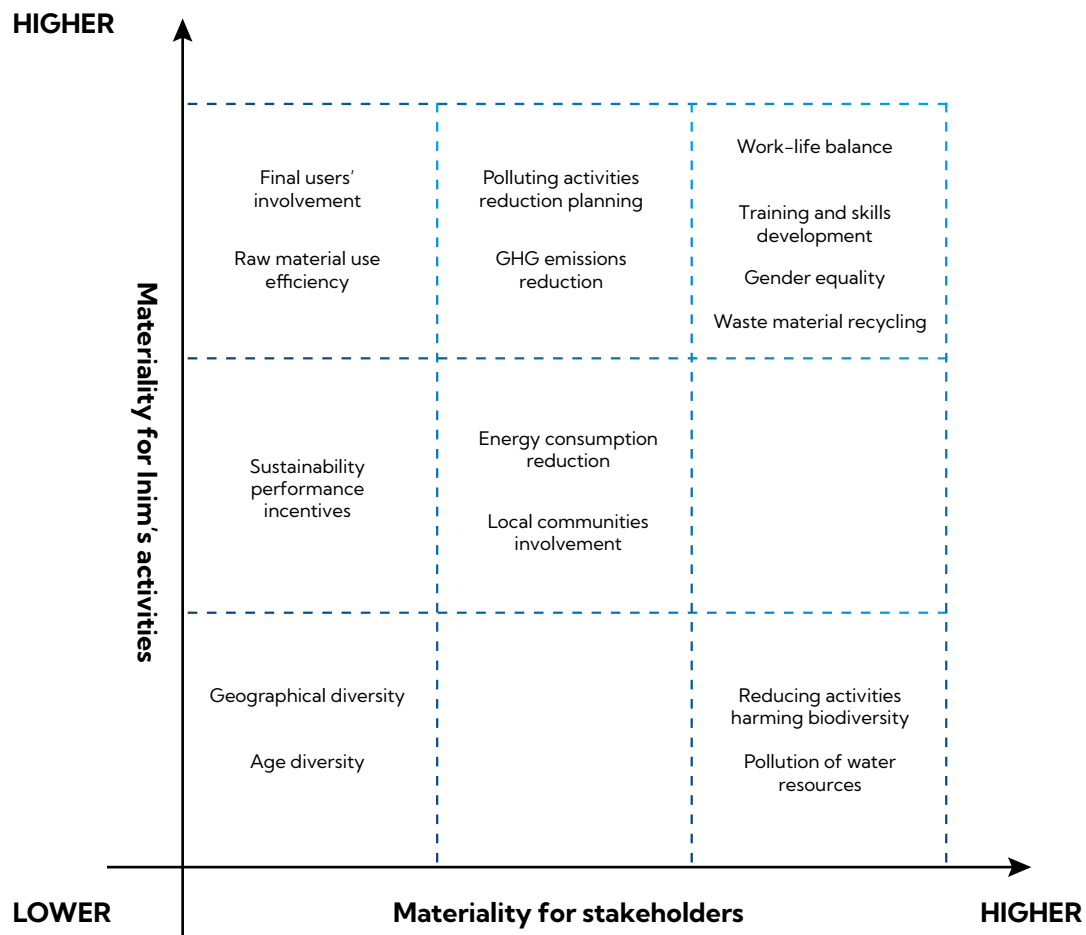 HIGHER
Materiality for Inim's activities
Final users'
involvement
Raw material use
efficiency
Polluting activities
reduction planning
GHG emissions
reduction
Work-life balance
Training and skills
development
Gender equality
Waste material recycling
Sustainability
performance
incentives
Energy consumption
reduction
Local communities
involvement
Geographical diversity
Age diversity
Reducing activities
harming biodiversity
Pollution of water
resources
LOWER
Materiality for stakeholders
HIGHER